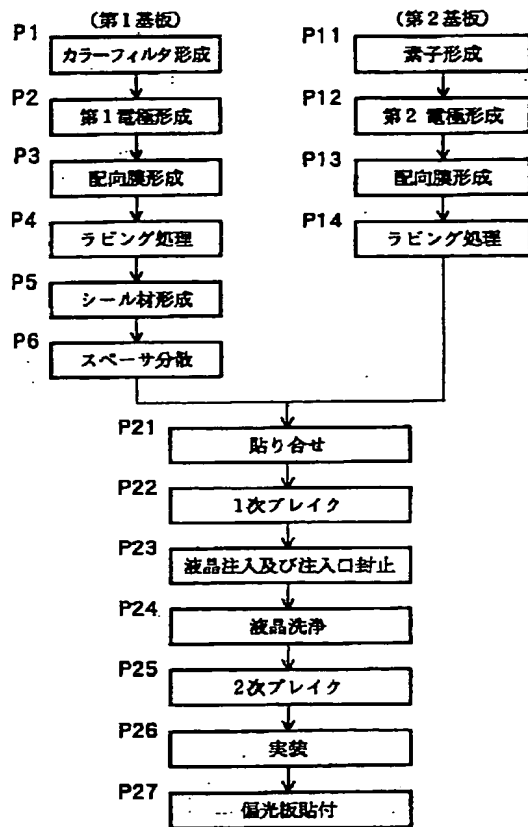 (第1基板)
P1
カラーフィルタ形成
P2
第1電極形成
P3
配向膜形成
P4
ラビング処理
P5
シール材形成
P6
スペーサ分散
(第2基板)
P11
素子形成
P12
第2 電極形成
P13
配向膜形成
P14
ラビング処理
P21
貼り合せ
P22
1次ブレイク
P23
液晶注入及び注入口封止
P24
液晶洗浄
P25
2次ブレイク
P26
実装
P27
偏光板貼付